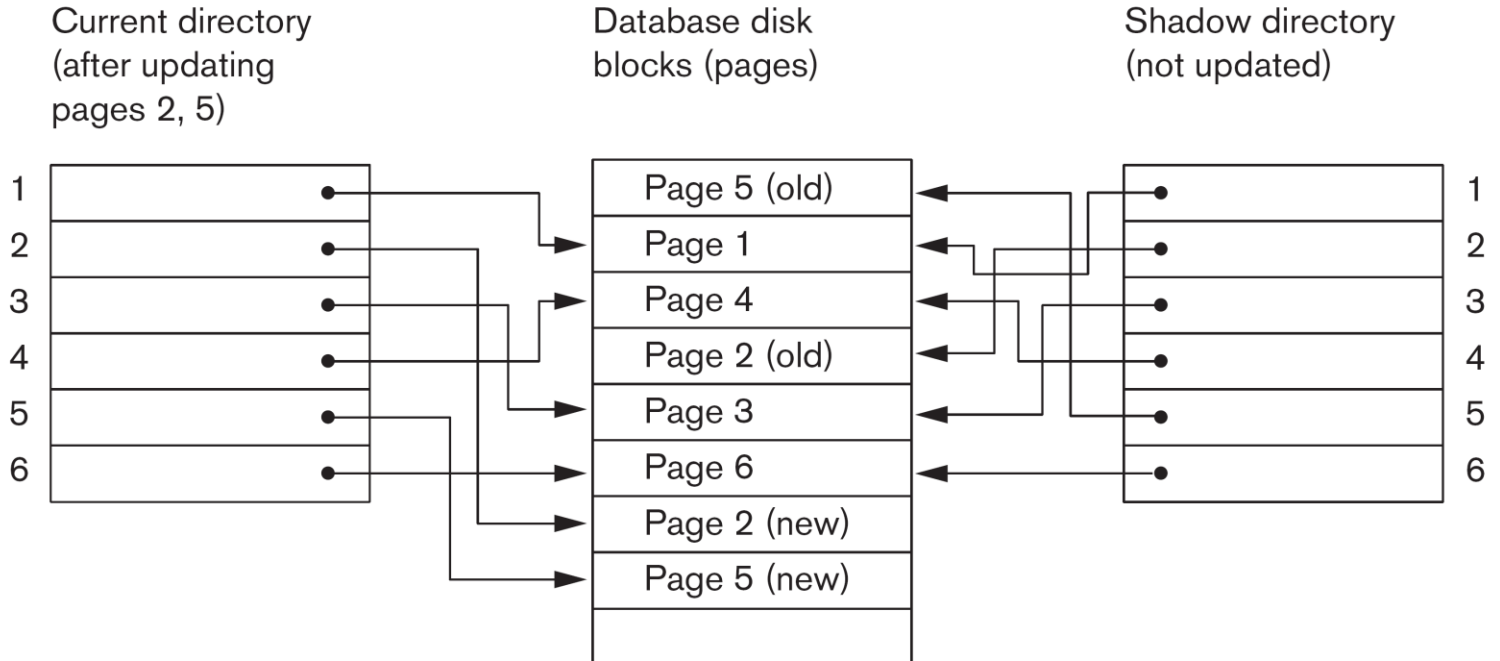 Current directory
(after updating
pages 2, 5)
Database disk
blocks (pages)
Shadow directory
(not updated)
1
2
3
4
5
6
Page 5 (old)
Page 1
Page 4
Page 2 (old)
Page 3
Page 6
Page 2 (new)
Page 5 (new)
1
2
3
4
5
6